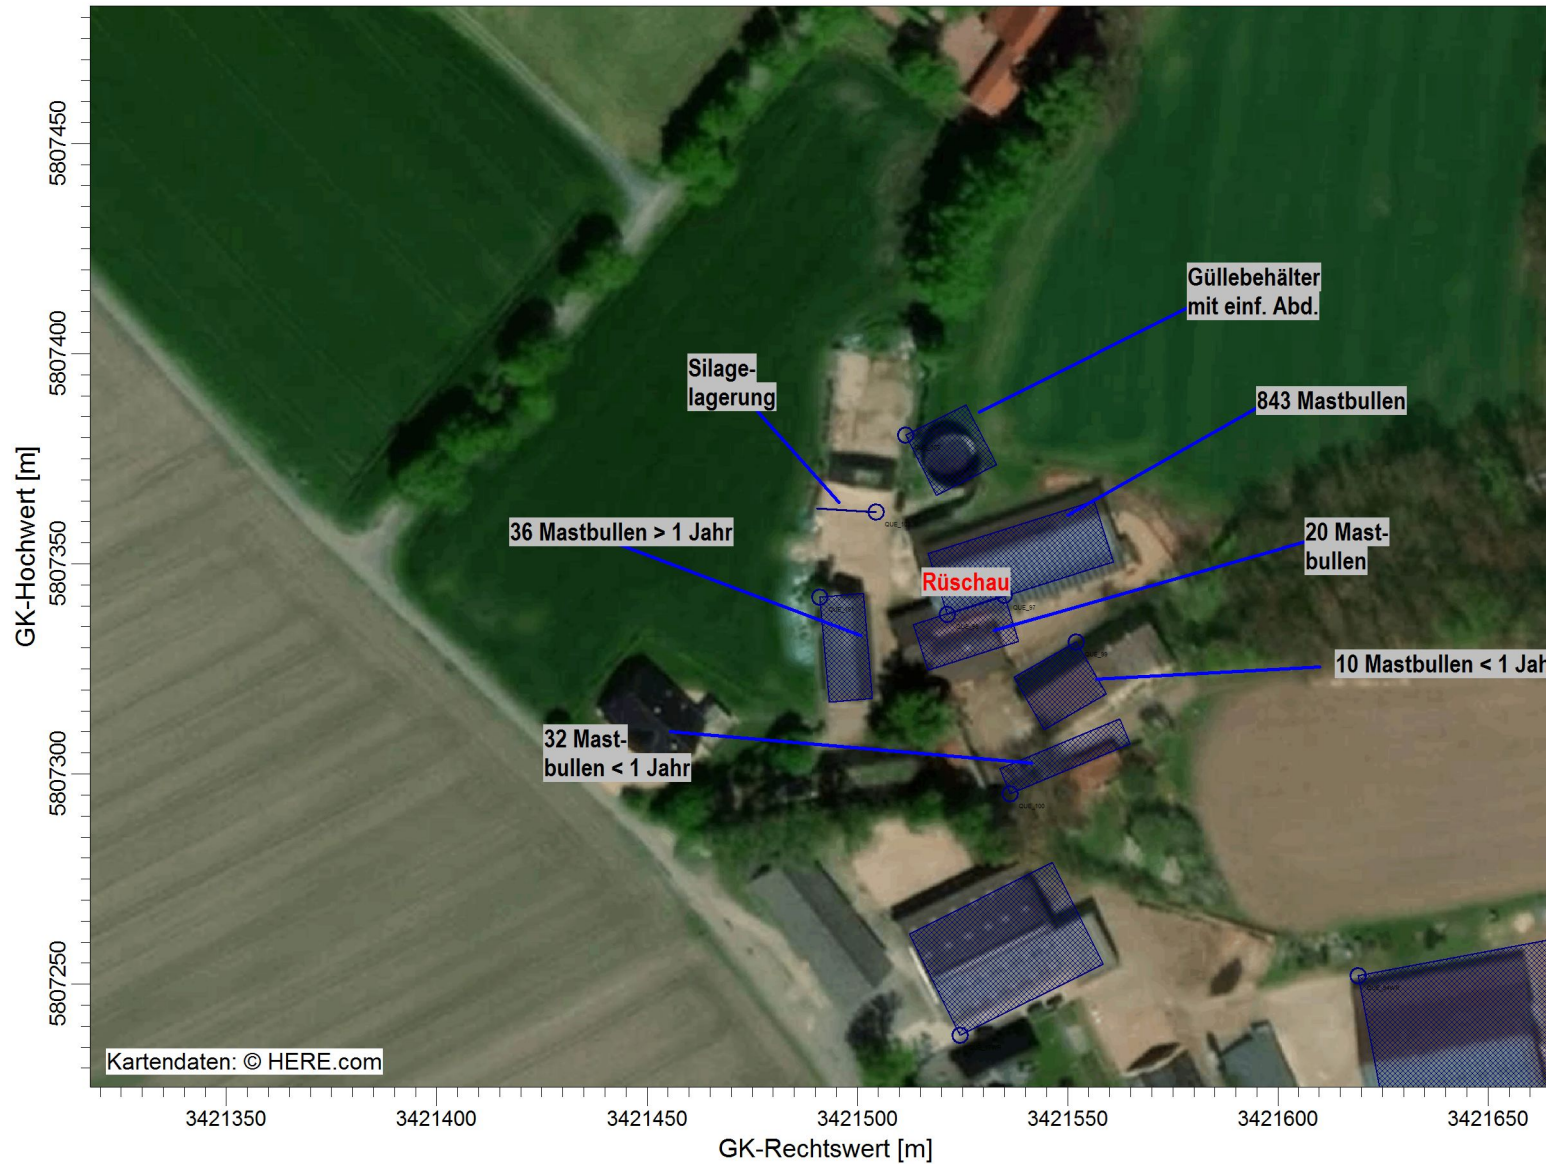 Güllebehälter
mit einf. Abd.
Silage-
lagerung
843 Mastbullen
36 Mastbullen > 1 Jahr
20 Mast-
bullen
Rüschau
QUE_97
10 Mastbullen < 1 Jah
32 Mast-
bullen < 1 Jahr
Kartendaten: © HERE.com
GK-Hochwert [m]
5807450
5807400
5807350
5807300
5807250
3421350
3421400
3421450
3421500
3421550
3421600
3421650
GK-Rechtswert [m]